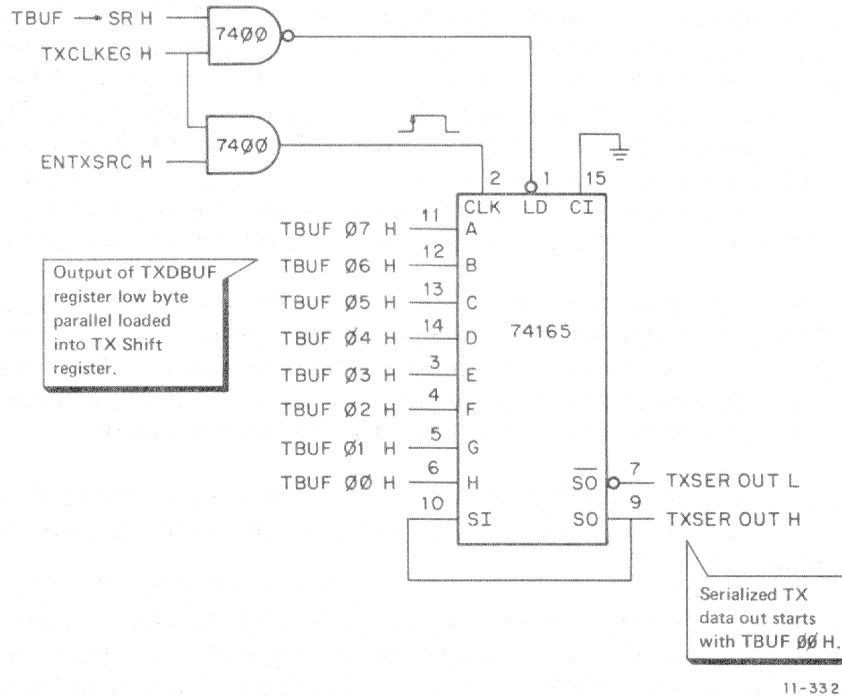 TBUF → SR H
74ØØ
TXCLKEG H
74ØØ
ENTXSRC H
2
1
15
CLK
LD
CI
TBUF Ø7 H
11
A
TBUF Ø6 H
12
B
TBUF Ø5 H
13
C
TBUF Ø4 H
14
D
74165
TBUF Ø3 H
3
E
TBUF Ø2 H
4
F
TBUF Ø1 H
5
G
TBUF ØØ H
6
H
SO
7
TXSER OUT L
10
SI
SO
9
TXSER OUT H
Output of TXDBUF
register low byte
parallel loaded
into TX Shift
register.
Serialized TX
data out starts
with TBUF ØØ H.
11-332